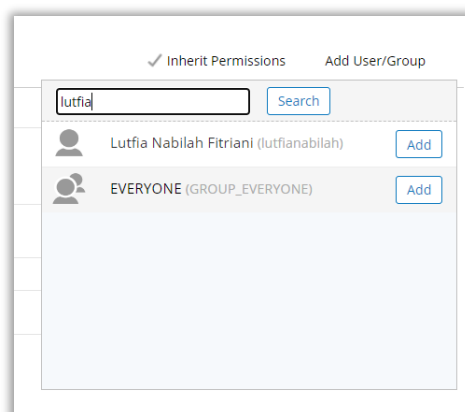 Inherit Permissions Add User/Group
lutfia Search
Lutfia Nabilah Fitriani (lutfianabilah) Add
EVERYONE (GROUP_EVERYONE) Add